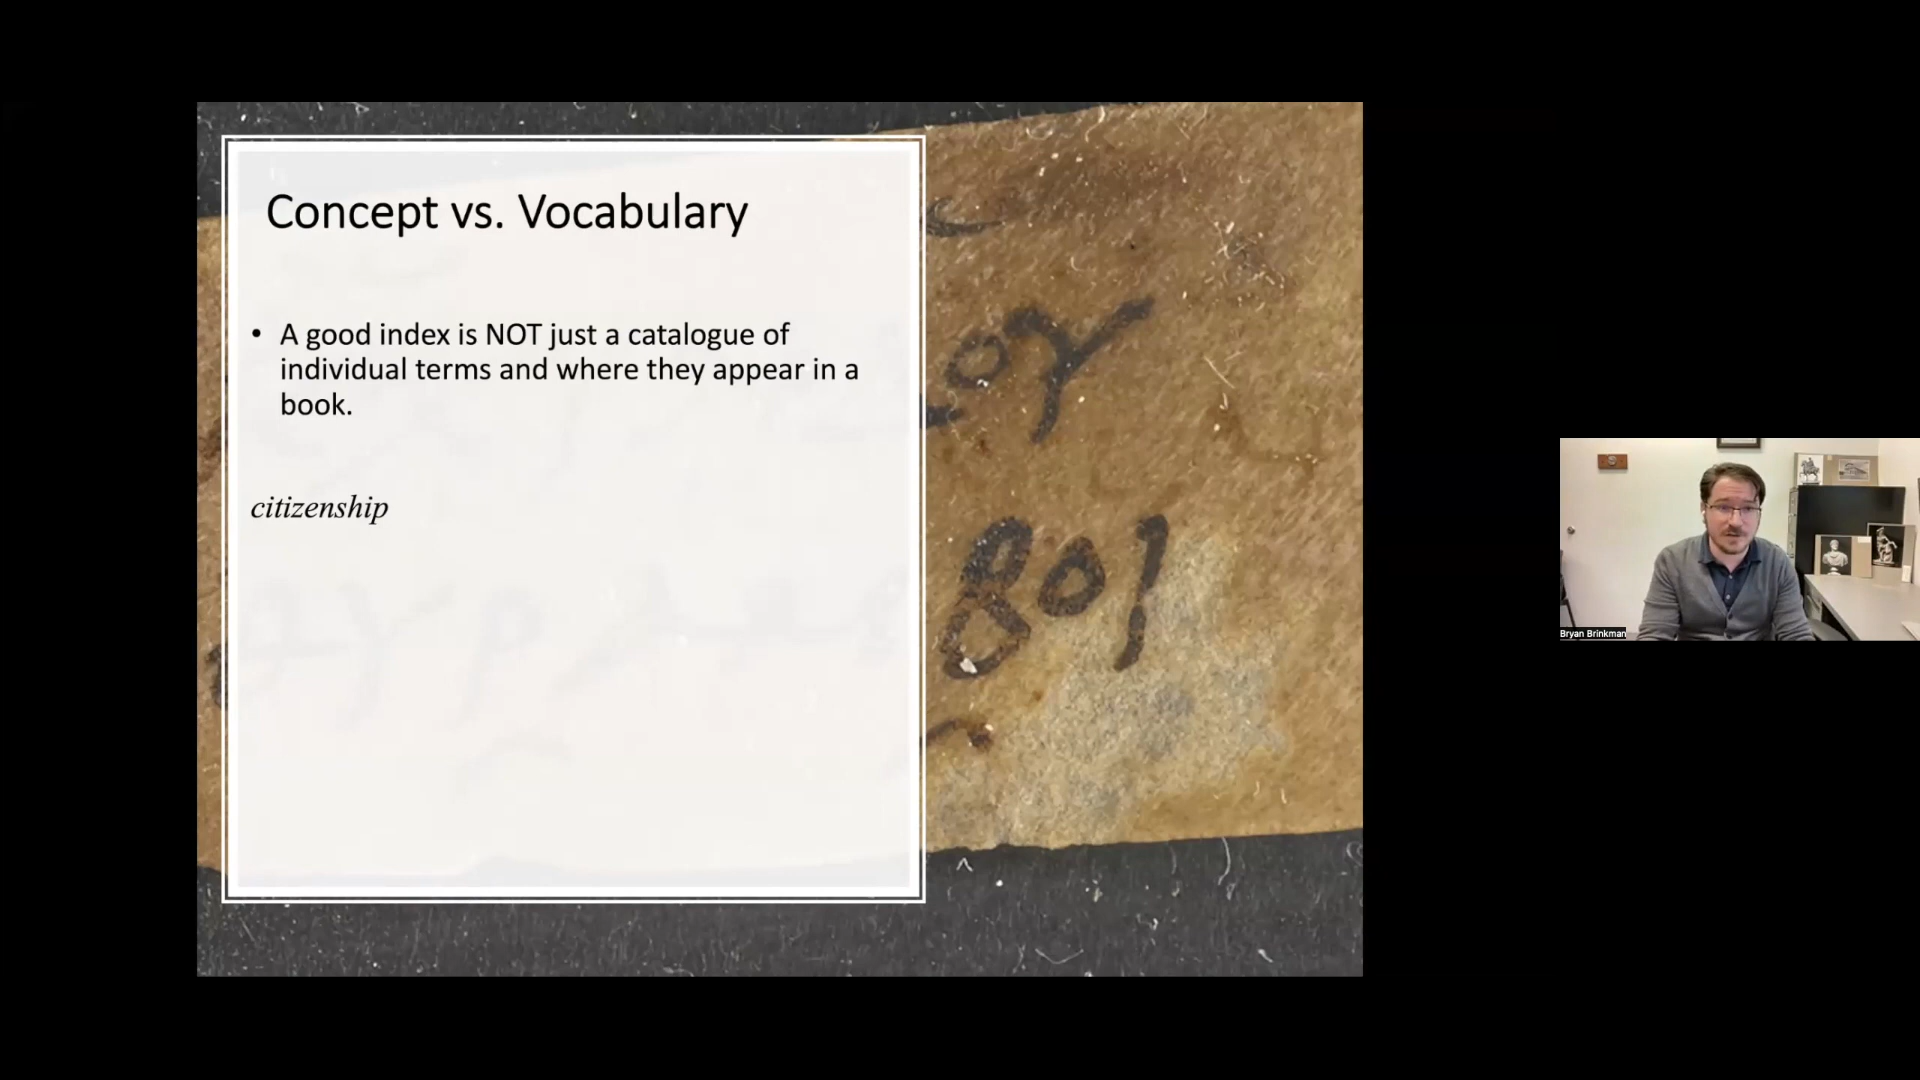 Concept vs. Vocabulary
• A good index is NOT just a catalogue of
individual terms and where they appear in a
book.
citizenship
801
Bryan Brinkman